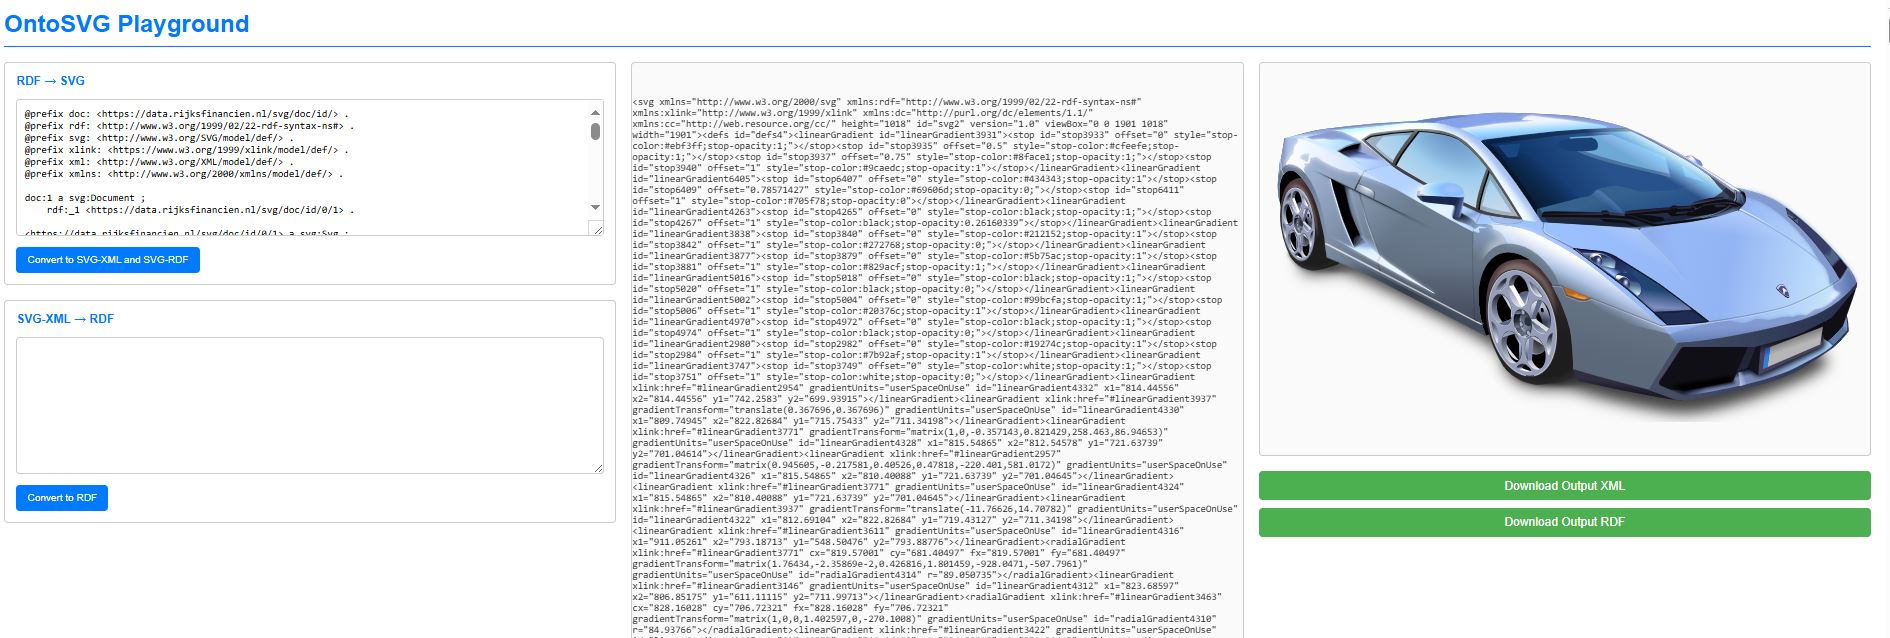 OntoSVG Playground
RDF → SVG
@prefix doc: <https://data.rijksfinancien.nl/svg/doc/id/> .
@prefix rdf: <http://www.w3.org/1999/02/22-rdf-syntax-ns#> .
@prefix svg: <http://www.w3.org/SVG/model/def/> .
@prefix xlink: <https://www.w3.org/1999/xlink/model/def/> .
@prefix xml: <http://www.w3.org/XML/model/def/> .
@prefix xmlns: <http://www.w3.org/2000/xmlns/model/def/> .
doc:1 a svg:Document ;
rdf:_1 <https://data.rijksfinancien.nl/svg/doc/id/0/1> .
<https://data.rijksfinancien.nl/svg/doc/id/0/1> a svg:Svg ;
Convert to SVG-XML and SVG-RDF
SVG-XML → RDF
Convert to RDF
<svg xmlns="http://www.w3.org/2000/svg" xmlns:rdf="http://www.w3.org/1999/02/22-rdf-syntax-ns#"
xmlns:xlink="http://www.w3.org/1999/xlink" xmlns:dc="http://purl.org/dc/elements/1.1/"
xmlns:cc="http://web.resource.org/cc/" height="1018" id="svg2" version="1.0" viewBox="0 0 1901 1018"
width="1901"><defs id="defs4"><linearGradient id="linearGradient3931"><stop id="stop3933" offset="0" style="stop-
color:#ebf3ff;stop-opacity:1;"></stop><stop id="stop3935" offset="0.5" style="stop-color:#cfeefe;stop-
opacity:1;"></stop><stop id="stop3937" offset="0.75" style="stop-color:#8face1;stop-opacity:1;"></stop><stop
id="stop3940" offset="1" style="stop-color:#9caedc;stop-opacity:1"></stop></linearGradient><linearGradient
id="linearGradient6405"><stop id="stop6407" offset="0" style="stop-color:#434343;stop-opacity:1"></stop><stop
id="stop6409" offset="0.78571427" style="stop-color:#69606d;stop-opacity:0;"></stop><stop id="stop6411"
offset="1" style="stop-color:#705f78;stop-opacity:0"></stop></linearGradient><linearGradient
id="linearGradient4263"><stop id="stop4265" offset="0" style="stop-color:black;stop-opacity:1;"></stop><stop
id="stop4267" offset="1" style="stop-color:black;stop-opacity:0.26160339"></stop></linearGradient><linearGradient
id="linearGradient3838"><stop id="stop3840" offset="0" style="stop-color:#212152;stop-opacity:1"></stop><stop
id="stop3842" offset="1" style="stop-color:#272768;stop-opacity:0;"></stop></linearGradient><linearGradient
id="linearGradient3877"><stop id="stop3879" offset="0" style="stop-color:#5b75ac;stop-opacity:1;"></stop><stop
id="stop3881" offset="1" style="stop-color:#829acf;stop-opacity:1;"></stop></linearGradient><linearGradient
id="linearGradient5016"><stop id="stop5018" offset="0" style="stop-color:black;stop-opacity:1;"></stop><stop
id="stop5020" offset="1" style="stop-color:black;stop-opacity:0;"></stop></linearGradient><linearGradient
id="linearGradient5002"><stop id="stop5004" offset="0" style="stop-color:#99bcfa;stop-opacity:1;"></stop><stop
id="stop5006" offset="1" style="stop-color:#20376c;stop-opacity:1"></stop></linearGradient><linearGradient
id="linearGradient4970"><stop id="stop4972" offset="0" style="stop-color:black;stop-opacity:1;"></stop><stop
id="stop4974" offset="1" style="stop-color:black;stop-opacity:0;"></stop></linearGradient><linearGradient
id="linearGradient2980"><stop id="stop2982" offset="0" style="stop-color:#19274c;stop-opacity:1"></stop><stop
id="stop2984" offset="1" style="stop-color:#7b92af;stop-opacity:1"></stop></linearGradient><linearGradient
id="linearGradient3747"><stop id="stop3749" offset="0" style="stop-color:white;stop-opacity:1;"></stop><stop
id="stop3751" offset="1" style="stop-color:white;stop-opacity:0;"></stop></linearGradient><linearGradient
xlink:href="#linearGradient2954" gradientUnits="userSpaceOnUse" id="linearGradient4332" x1="814.44556"
x2="814.44556" y1="742.2583" y2="699.93915"></linearGradient><linearGradient xlink:href="#linearGradient3937"
gradientTransform="translate(0.367696,0.367696)" gradientUnits="userSpaceOnUse" id="linearGradient4330"
x1="809.74945" x2="822.82684" y1="715.75433" y2="711.34198"></linearGradient><linearGradient
xlink:href="#linearGradient3771" gradientTransform="matrix(1,0,-0.357143,0.821429,258.463,86.94653)"
gradientUnits="userSpaceOnUse" id="linearGradient4328" x1="815.54865" x2="812.54578" y1="721.63739"
y2="701.04614"></linearGradient><linearGradient xlink:href="#linearGradient2957"
gradientTransform="matrix(0.945605,-0.217581,0.40526,0.47818,-220.401,581.0172)" gradientUnits="userSpaceOnUse"
id="linearGradient4326" x1="815.54865" x2="810.40088" y1="721.63739" y2="701.04645"></linearGradient>
<linearGradient xlink:href="#linearGradient3771" gradientUnits="userSpaceOnUse" id="linearGradient4324"
x1="815.54865" x2="810.40088" y1="721.63739" y2="701.04645"></linearGradient><linearGradient
xlink:href="#linearGradient3937" gradientTransform="translate(-11.76626,14.70782)" gradientUnits="userSpaceOnUse"
id="linearGradient4322" x1="812.69104" x2="822.82684" y1="719.43127" y2="711.34198"></linearGradient>
<linearGradient xlink:href="#linearGradient3611" gradientUnits="userSpaceOnUse" id="linearGradient4316"
x1="911.05261" x2="793.18713" y1="548.50476" y2="793.88776"></linearGradient><radialGradient
xlink:href="#linearGradient3771" cx="819.57001" cy="681.40497" fx="819.57001" fy="681.40497"
gradientTransform="matrix(1.76434,-2.35869e-2,0.426816,1.801459,-928.0471,-507.7961)"
gradientUnits="userSpaceOnUse" id="radialGradient4314" r="89.050735"></radialGradient><linearGradient
xlink:href="#linearGradient3146" gradientUnits="userSpaceOnUse" id="linearGradient4312" x1="823.68597"
x2="806.85175" y1="611.11115" y2="711.99713"></linearGradient><radialGradient xlink:href="#linearGradient3463"
cx="828.16028" cy="706.72321" fx="828.16028" fy="706.72321"
gradientTransform="matrix(1,0,0,1.402597,0,-270.1008)" gradientUnits="userSpaceOnUse" id="radialGradient4310"
r="84.93766"></radialGradient><linearGradient xlink:href="#linearGradient3422" gradientUnits="userSpaceOnUse"
Download Output XML
Download Output RDF